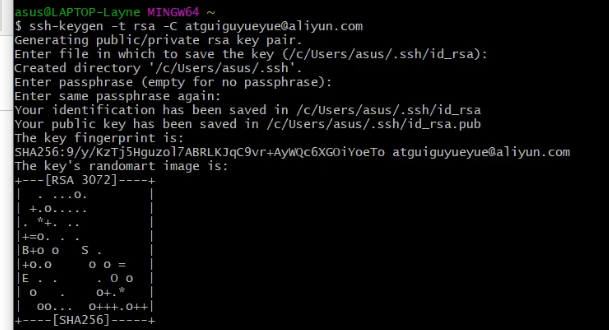 asus@LAPTOP-Layne MINGW64 ~
$ ssh-keygen -t rsa -C atguiguyueyue@aliyun.com
Generating public/private rsa key pair.
Enter file in which to save the key (/c/Users/asus/.ssh/id_rsa):
Created directory '/c/Users/asus/.ssh'.
Enter passphrase (empty for no passphrase):
Enter same passphrase again:
Your identification has been saved in /c/Users/asus/.ssh/id_rsa
Your public key has been saved in /c/Users/asus/.ssh/id_rsa.pub
The key fingerprint is:
SHA256:9/y/KzTj5Hguzol7ABRLKJqC9vr+AyWQc6XGOiYoeTo atguiguyueyue@aliyun.com
The key's randomart image is:
+---[RSA 3072]----+
|  . ...o.        |
| +.o.....        |
|. *+. ..         |
|+=o. . .         |
|B+o o   S .      |
|+o.o     o o =   |
|E . .     . O o  |
| o   .    o+.*   |
|  oo...  o+++.o++|
+----[SHA256]-----+